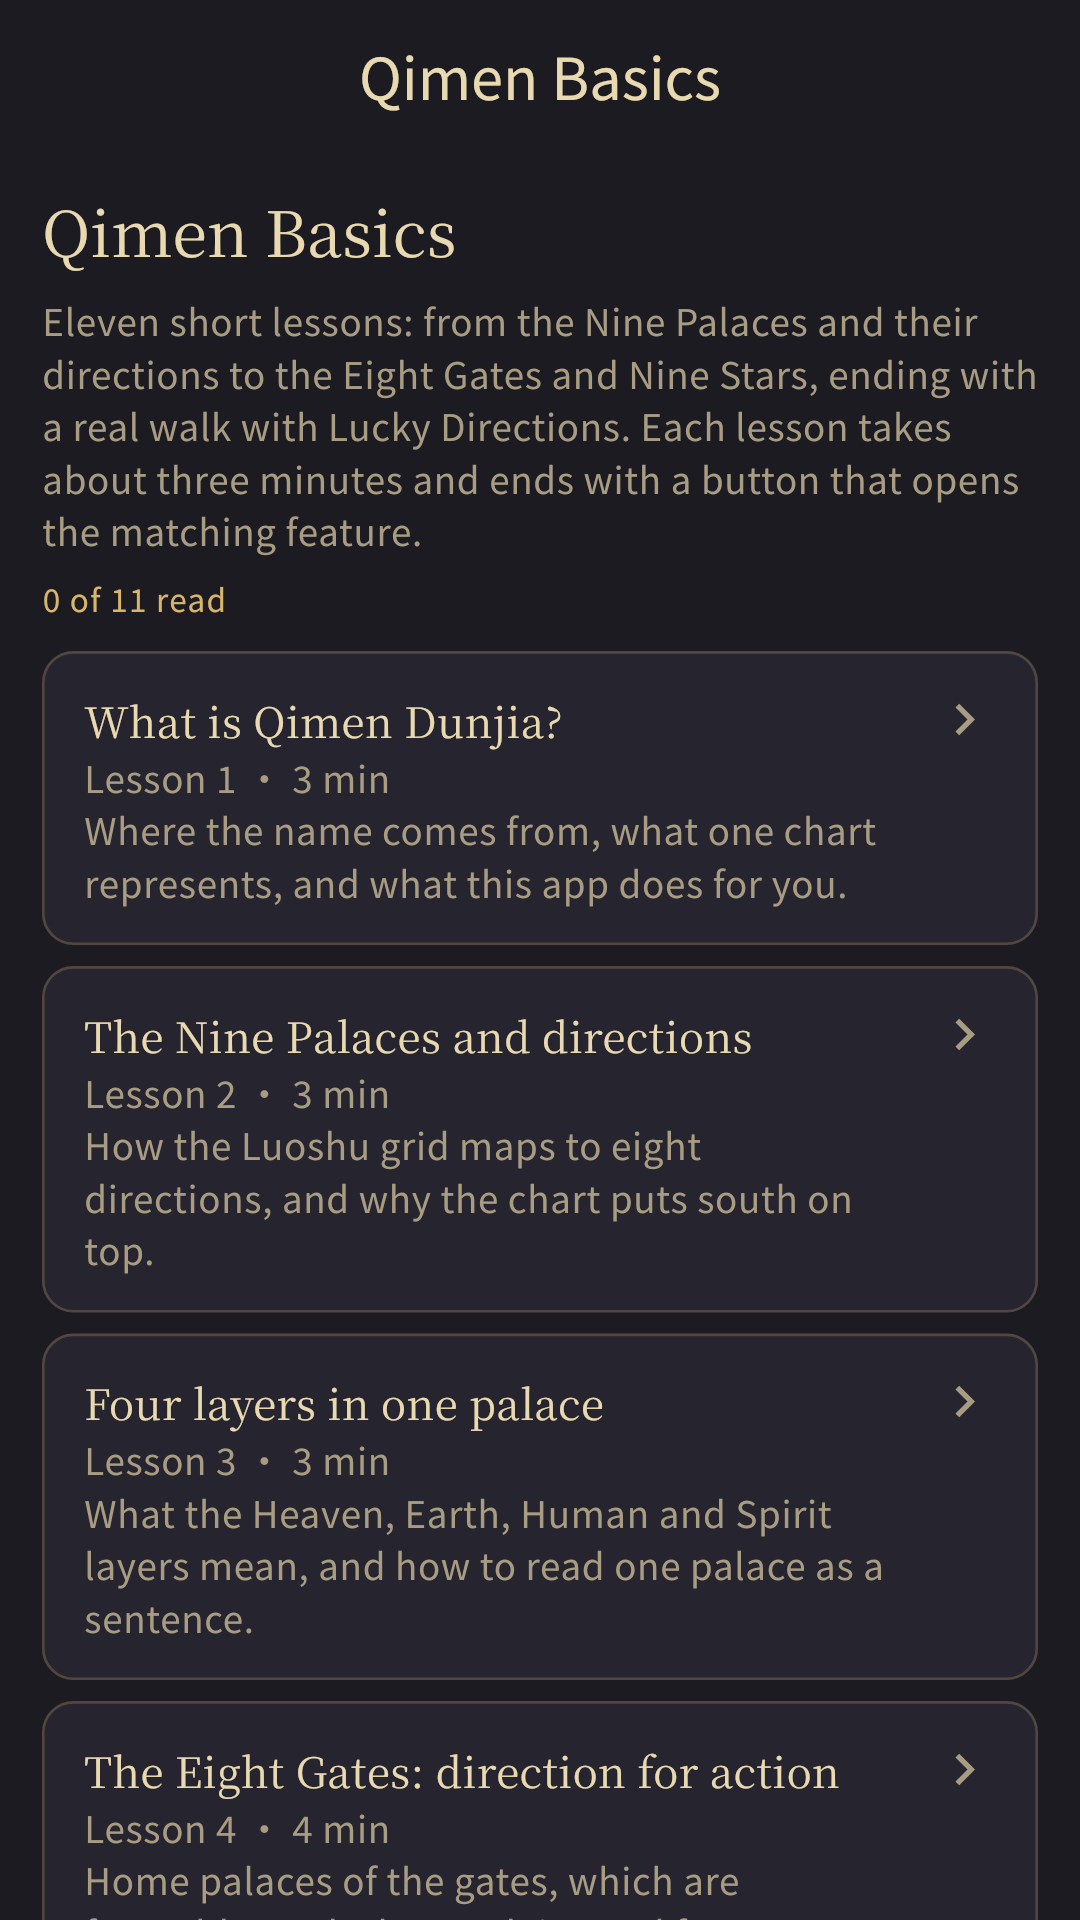 Qimen Basics
Qimen Basics
Eleven short lessons: from the Nine Palaces and their
directions to the Eight Gates and Nine Stars, ending with
a real walk with Lucky Directions. Each lesson takes
about three minutes and ends with a button that opens
the matching feature.
0 of 11 read
What is Qimen Dunjia?
Lesson 1 • 3 min
Where the name comes from, what one chart
represents, and what this app does for you.
The Nine Palaces and directions
Lesson 2 • 3 min
How the Luoshu grid maps to eight
directions, and why the chart puts south on
top.
Four layers in one palace
Lesson 3 • 3 min
What the Heaven, Earth, Human and Spirit
layers mean, and how to read one palace as a
sentence.
The Eight Gates: direction for action
Lesson 4 • 4 min
Home palaces of the gates, which are